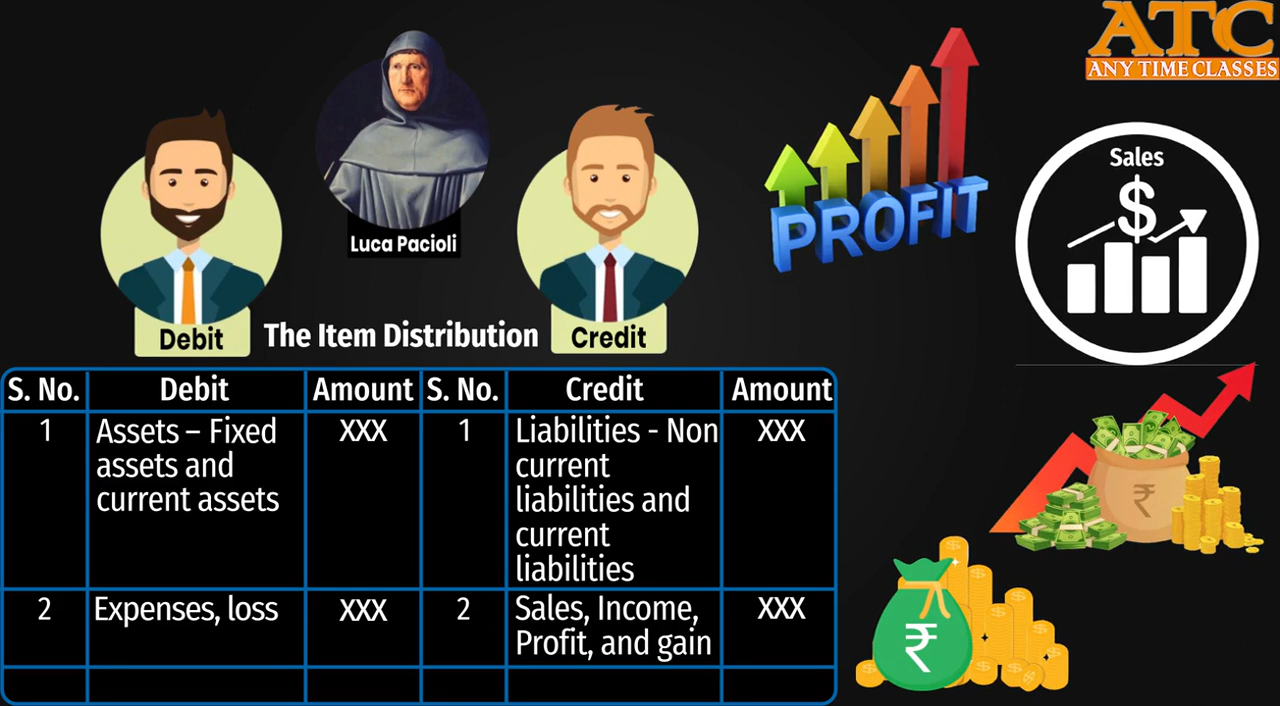 ATC
ANY TIME CLASSES
Luca Pacioli
PROFIT
Sales
$
Debit
The Item Distribution
Credit
S. No. Debit Amount S. No. Credit Amount
1 Assets – Fixed XXX 1 Liabilities - Non XXX
assets and current
current assets liabilities and
current
liabilities
2 Expenses, loss XXX 2 Sales, Income, XXX
Profit, and gain
₹
₹